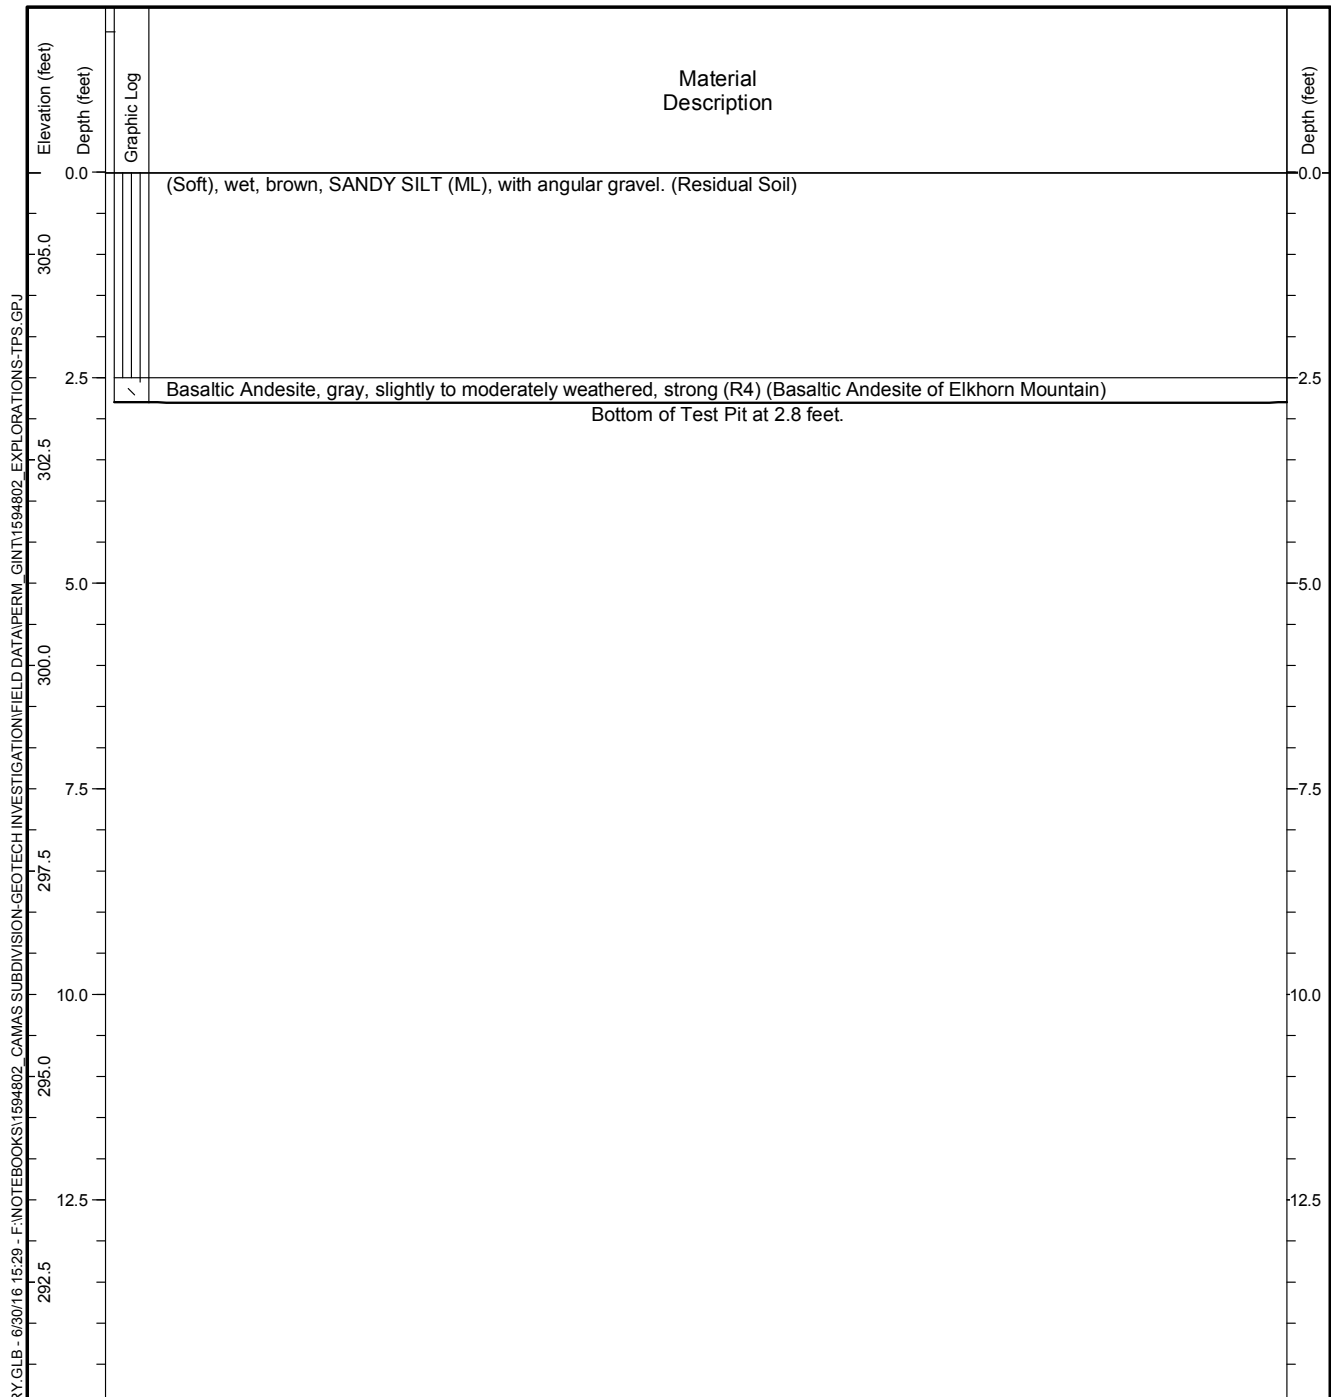 Elevation (feet)
Depth (feet)
Graphic Log
Material
Description
Depth (feet)
0.0
(Soft), wet, brown, SANDY SILT (ML), with angular gravel. (Residual Soil)
0.0
305.0
2.5
Basaltic Andesite, gray, slightly to moderately weathered, strong (R4) (Basaltic Andesite of Elkhorn Mountain)
2.5
Bottom of Test Pit at 2.8 feet.
302.5
5.0
5.0
300.0
7.5
7.5
297.5
10.0
10.0
295.0
12.5
12.5
292.5
RY.GLB - 6/30/16 15:29 - F:\NOTEBOOKS\1594802_CAMAS SUBDIVISION-GEOTECH INVESTIGATION\FIELD DATA\PERM_GINT\1594802_EXPLORATIONS-TPS.GPJ